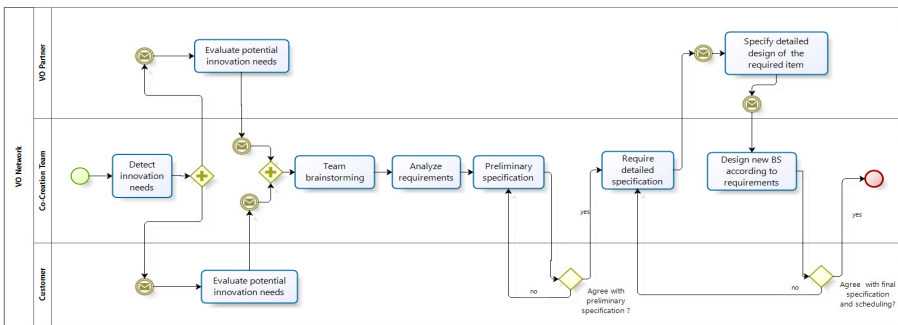 VO Network
VO Partner
Evaluate potential
innovation needs
Specify detailed
design of the
required item
Co-Creation Team
Detect
innovation
needs
Team
brainstorming
Analyze
requirements
Preliminary
specification
Require
detailed
specification
Design new BS
according to
requirements
yes
yes
Customer
Evaluate potential
innovation needs
no
Agree with
preliminary
specification ?
no
Agree with final
specification
and scheduling?